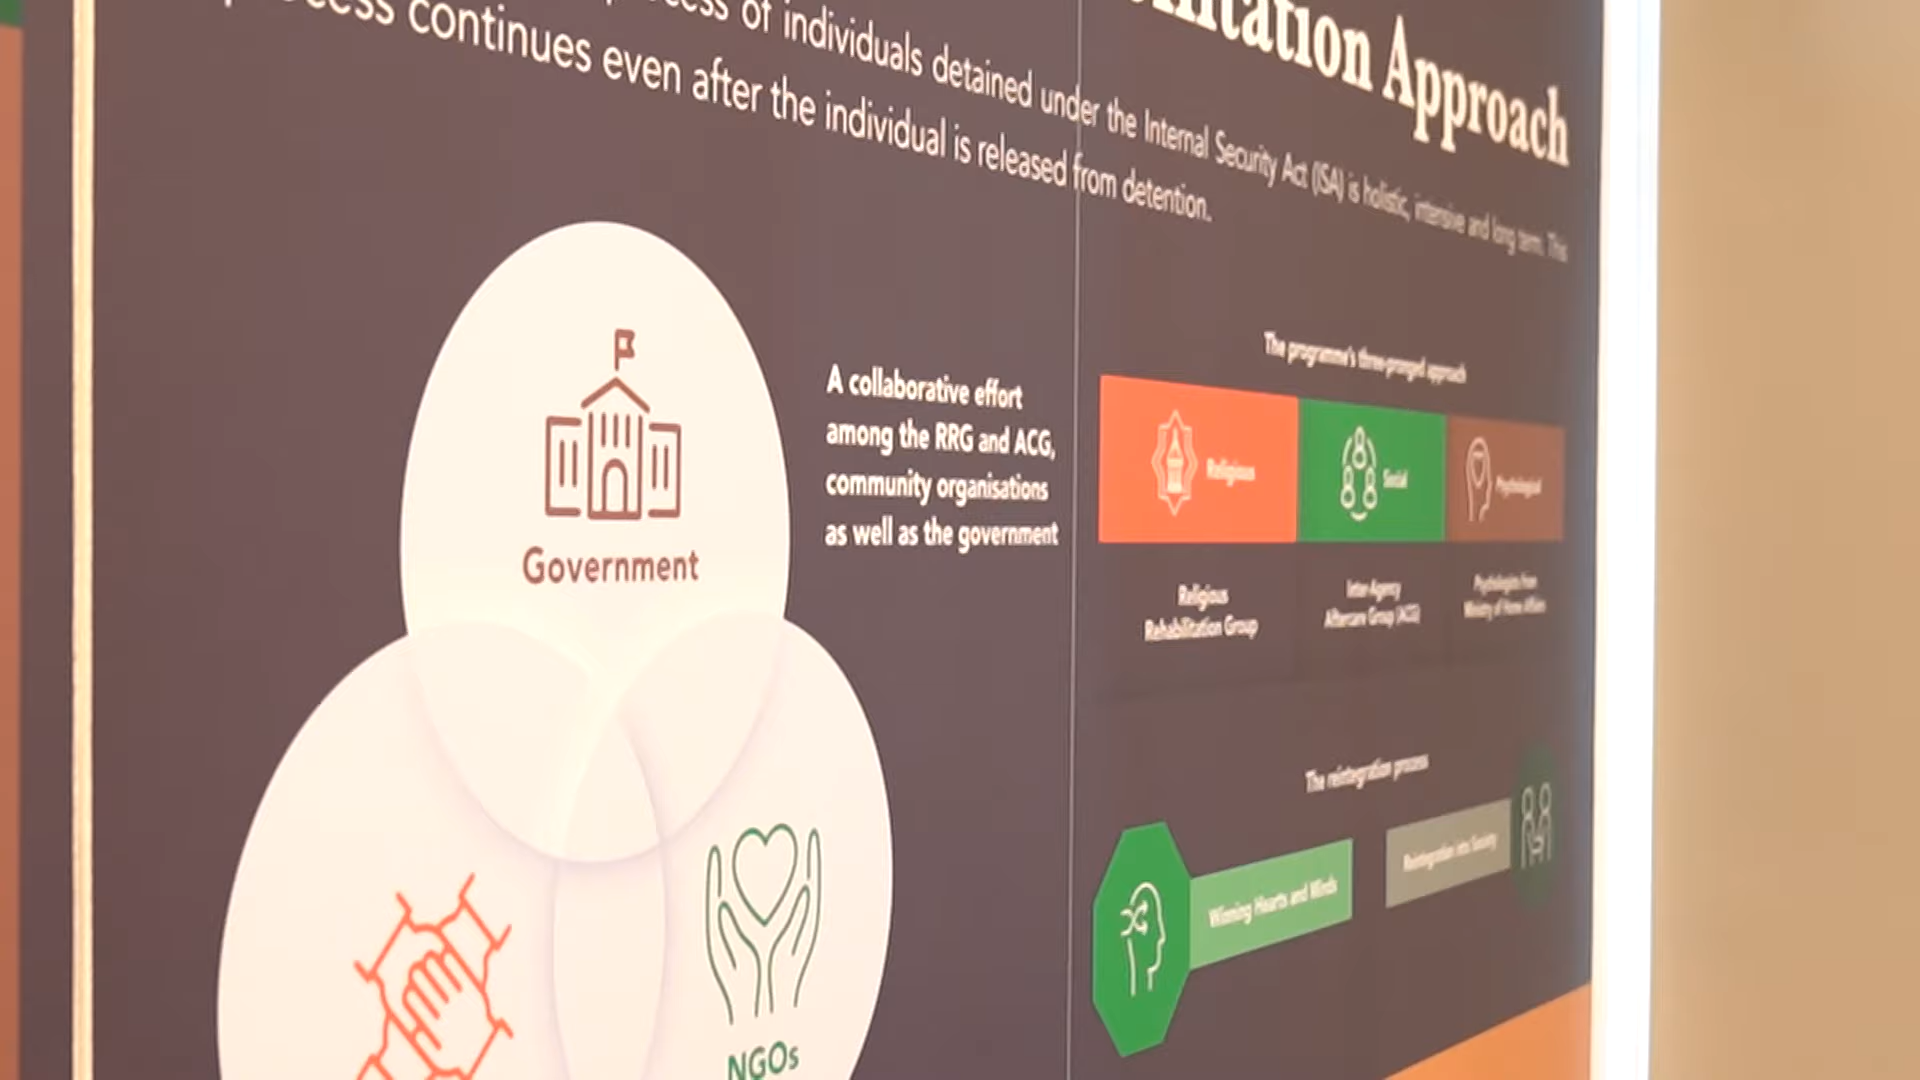 Approach
of individuals detained under the Internal Security Act (ISA) is holistic, intensive and long term. This
continues even after the individual is released from detention.
Government
A collaborative effort
among the RRG and ACG,
community organisations
as well as the government
The programme's three-pronged approach
Religious
Social
Psychological
Religious
Rehabilitation Group
Inter-Agency
Aftercare Group (ACG)
Psychologists from
Ministry of Home Affairs
The reintegration process
Winning Hearts and Minds
Reintegration into Society
NGOs